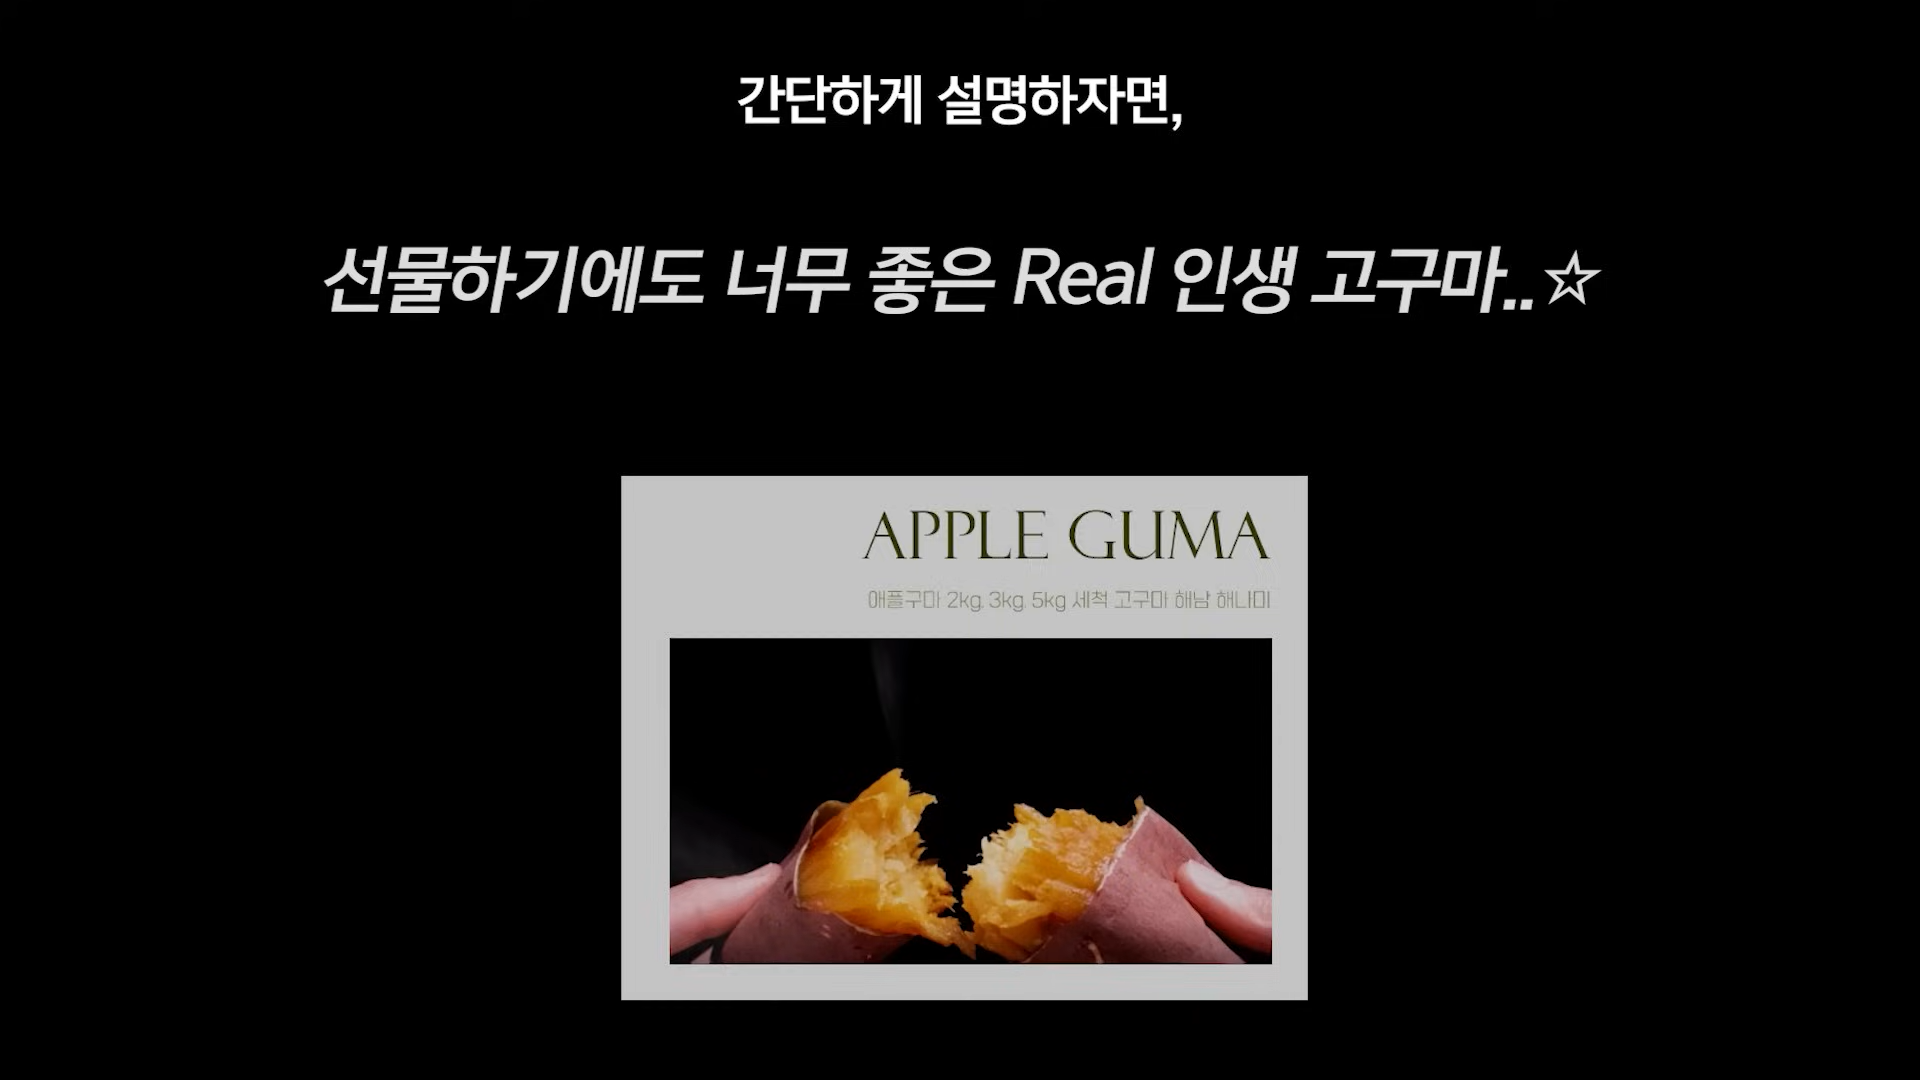 간단하게 설명하자면,
선물하기에도 너무 좋은 Real 인생 고구마..☆
APPLE GUMA
애플구마 2kg, 3kg, 5kg 세척 고구마 해남 해나미